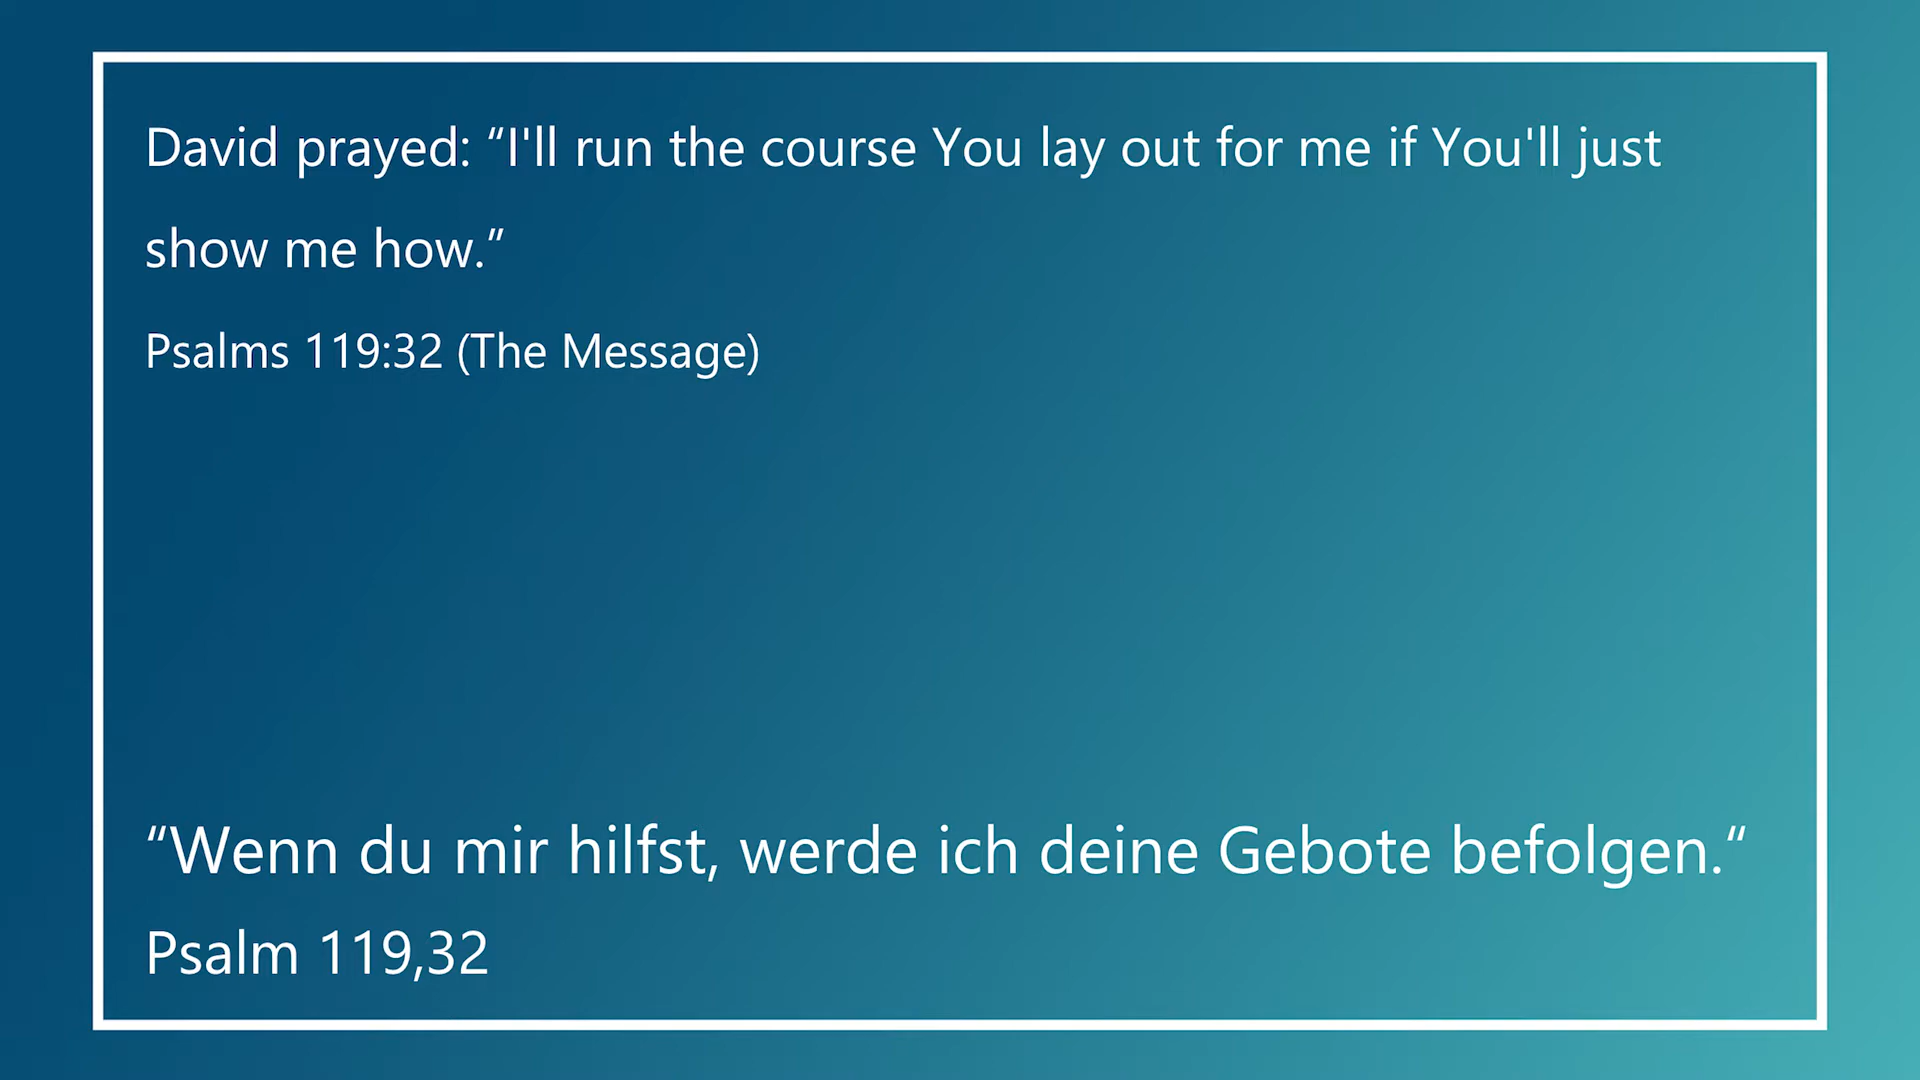 David prayed: “I'll run the course You lay out for me if You'll just
show me how.”
Psalms 119:32 (The Message)
“Wenn du mir hilfst, werde ich deine Gebote befolgen.“
Psalm 119,32